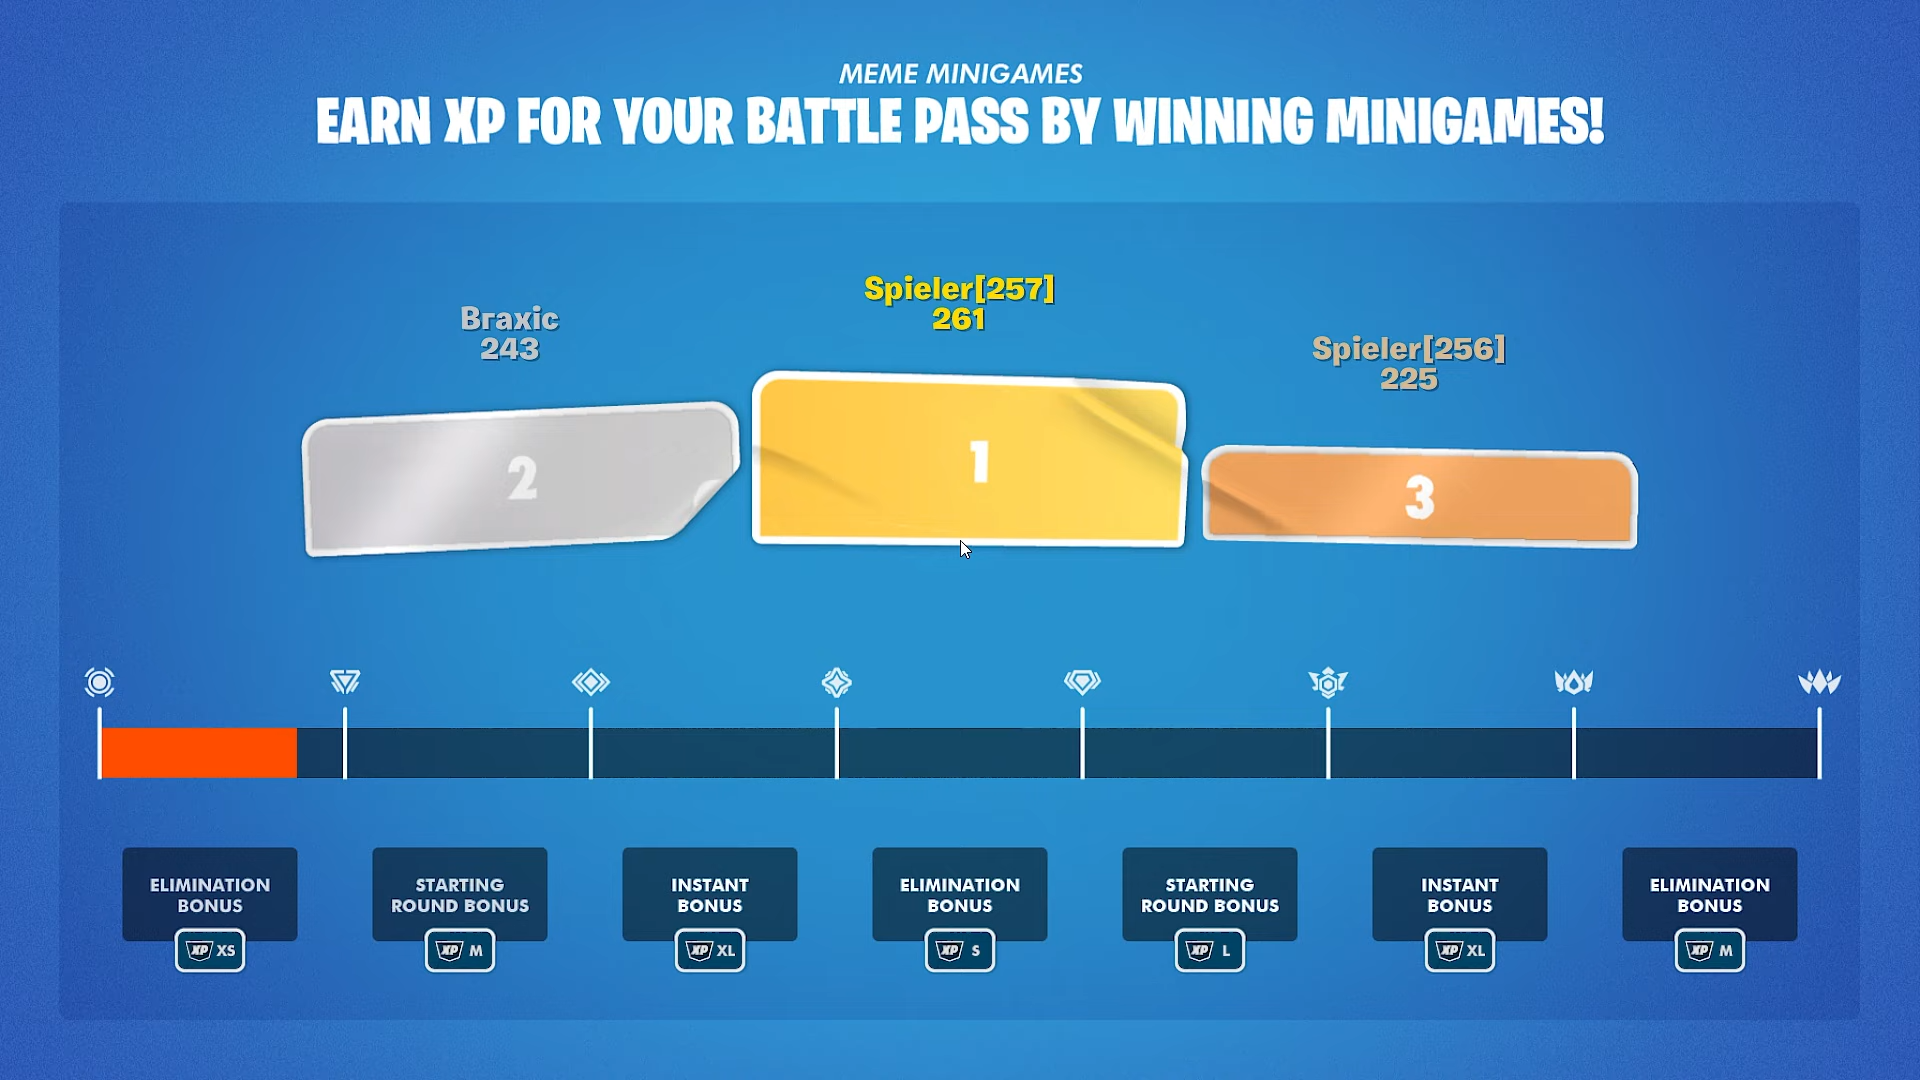 MEME MINIGAMES
EARN XP FOR YOUR BATTLE PASS BY WINNING MINIGAMES!
Braxic
243
Spieler[257]
261
Spieler[256]
225
2
1
3
ELIMINATION
BONUS
XP XS
STARTING
ROUND BONUS
XP M
INSTANT
BONUS
XP XL
ELIMINATION
BONUS
XP S
STARTING
ROUND BONUS
XP L
INSTANT
BONUS
XP XL
ELIMINATION
BONUS
XP M